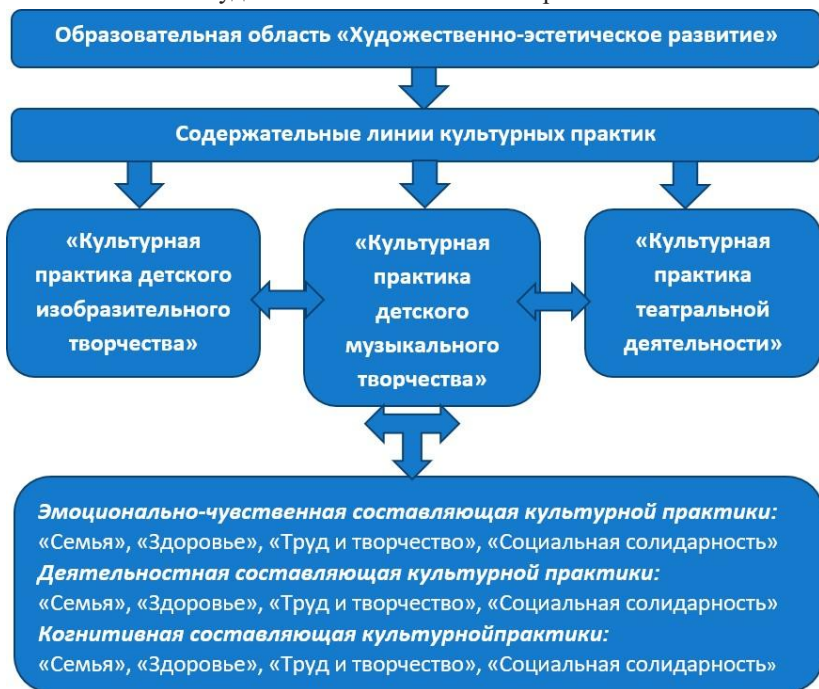 Образовательная область «Художественно-эстетическое развитие»
Содержательные линии культурных практик
«Культурная
практика детского
изобразительного
творчества»
«Культурная
практика
детского
музыкального
творчества»
«Культурная
практика
театральной
деятельности»
Эмоционально-чувственная составляющая культурной практики:
«Семья», «Здоровье», «Труд и творчество», «Социальная солидарность»
Деятельностная составляющая культурной практики:
«Семья», «Здоровье», «Труд и творчество», «Социальная солидарность»
Когнитивная составляющая культурнойпрактики:
«Семья», «Здоровье», «Труд и творчество», «Социальная солидарность»